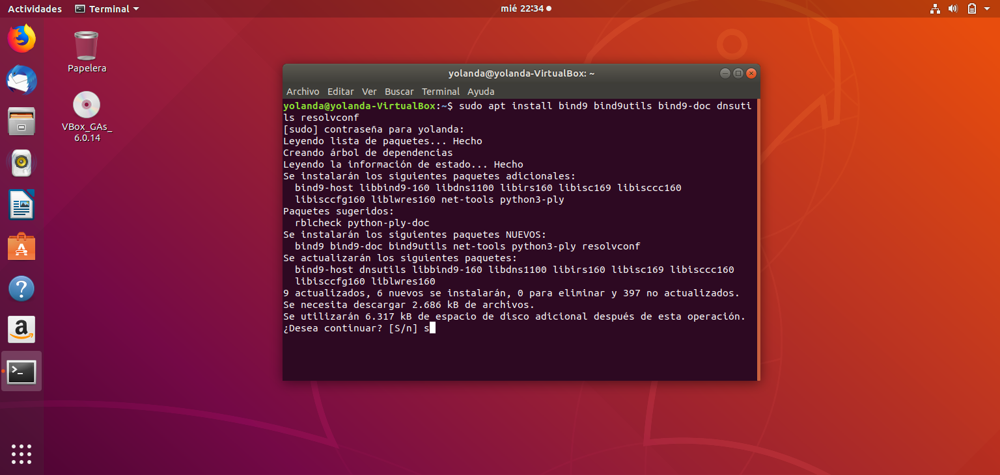 Actividades Terminal mié 22:34
Papelera
VBox_GAs_
6.0.14
yolanda@yolanda-VirtualBox: ~
Archivo Editar Ver Buscar Terminal Ayuda
yolanda@yolanda-VirtualBox:~$ sudo apt install bind9 bind9utils bind9-doc dnsuti
ls resolvconf
[sudo] contraseña para yolanda:
Leyendo lista de paquetes... Hecho
Creando árbol de dependencias
Leyendo la información de estado... Hecho
Se instalarán los siguientes paquetes adicionales:
  bind9-host libbind9-160 libdns1100 libirs160 libisc169 libisccc160
  libisccfg160 liblwres160 net-tools python3-ply
Paquetes sugeridos:
  rblcheck python-ply-doc
Se instalarán los siguientes paquetes NUEVOS:
  bind9 bind9-doc bind9utils net-tools python3-ply resolvconf
Se actualizarán los siguientes paquetes:
  bind9-host dnsutils libbind9-160 libdns1100 libirs160 libisc169 libisccc160
  libisccfg160 liblwres160
9 actualizados, 6 nuevos se instalarán, 0 para eliminar y 397 no actualizados.
Se necesita descargar 2.686 kB de archivos.
Se utilizarán 6.317 kB de espacio de disco adicional después de esta operación.
¿Desea continuar? [S/n] s